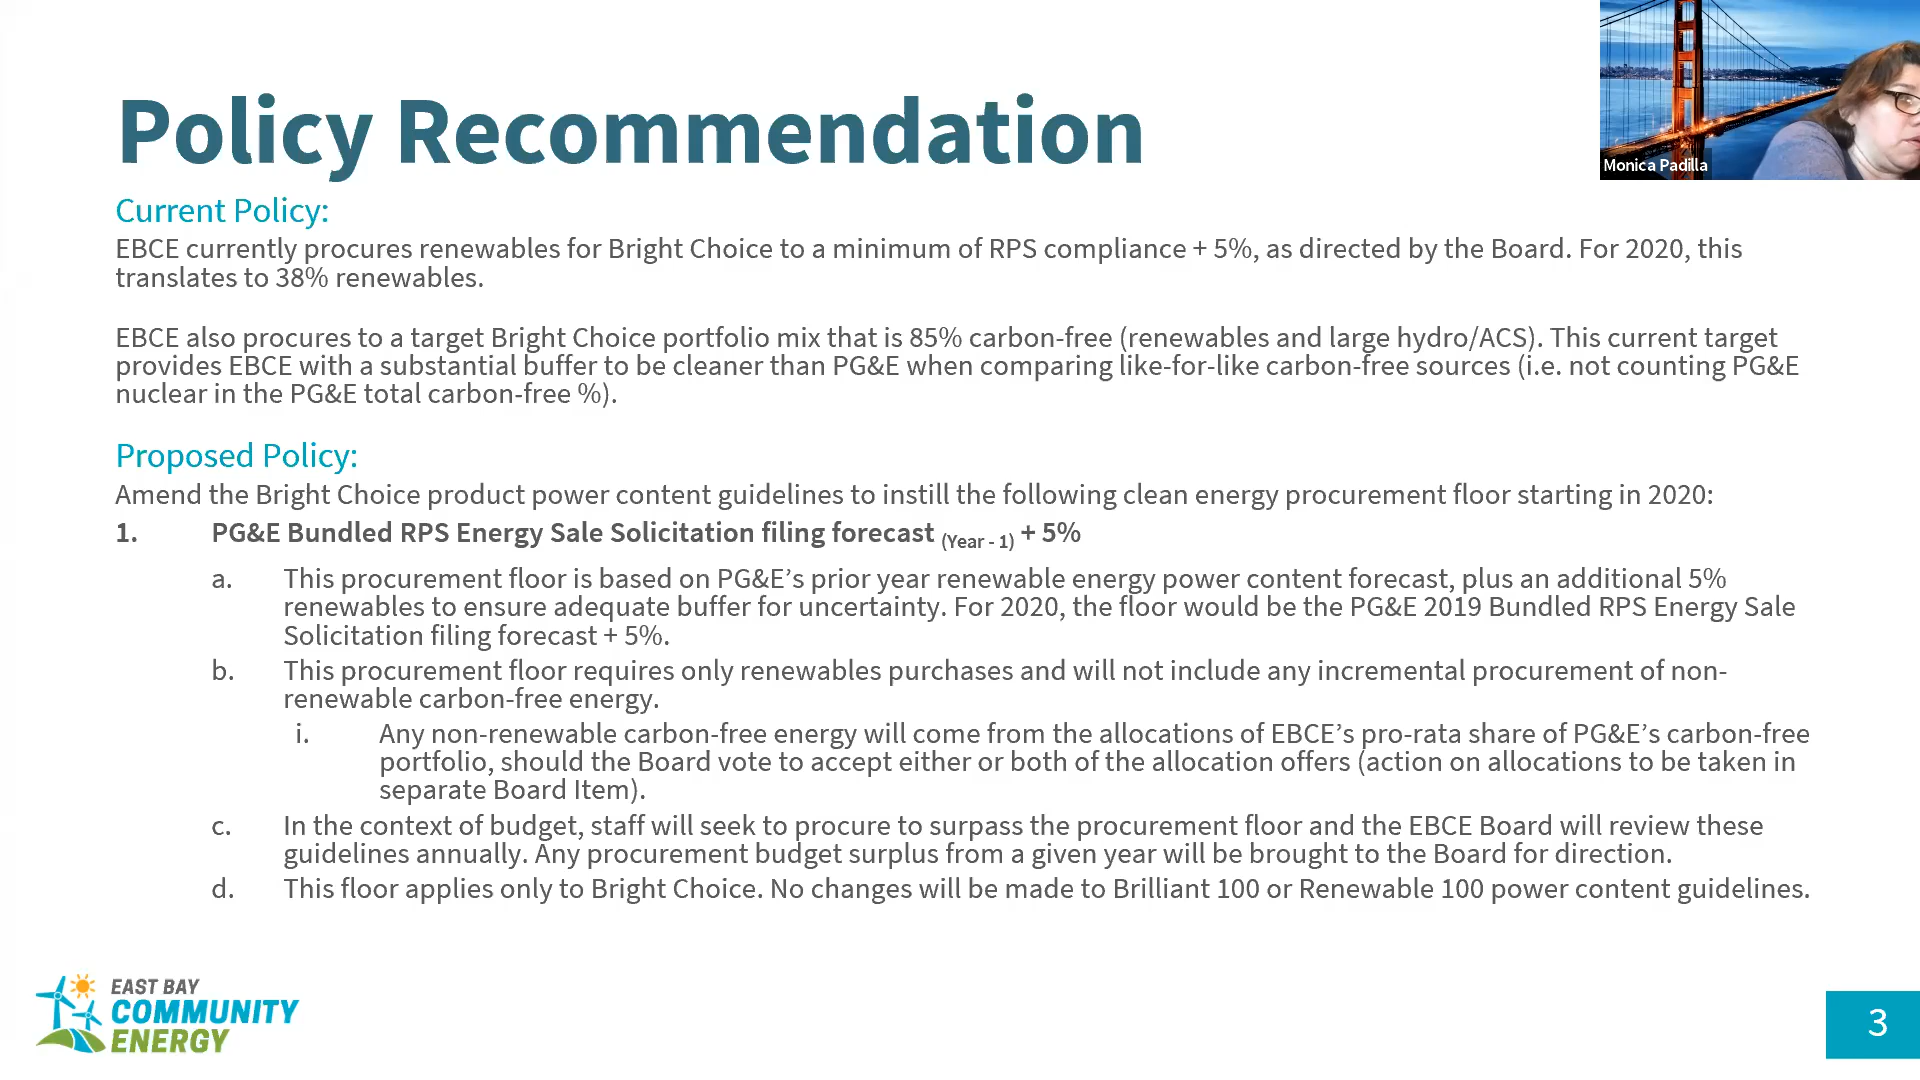 Policy Recommendation
Monica Padilla
Current Policy:
EBCE currently procures renewables for Bright Choice to a minimum of RPS compliance + 5%, as directed by the Board. For 2020, this
translates to 38% renewables.
EBCE also procures to a target Bright Choice portfolio mix that is 85% carbon-free (renewables and large hydro/ACS). This current target
provides EBCE with a substantial buffer to be cleaner than PG&E when comparing like-for-like carbon-free sources (i.e. not counting PG&E
nuclear in the PG&E total carbon-free %).
Proposed Policy:
Amend the Bright Choice product power content guidelines to instill the following clean energy procurement floor starting in 2020:
1. PG&E Bundled RPS Energy Sale Solicitation filing forecast (Year - 1) + 5%
a. This procurement floor is based on PG&E’s prior year renewable energy power content forecast, plus an additional 5%
renewables to ensure adequate buffer for uncertainty. For 2020, the floor would be the PG&E 2019 Bundled RPS Energy Sale
Solicitation filing forecast + 5%.
b. This procurement floor requires only renewables purchases and will not include any incremental procurement of non-
renewable carbon-free energy.
i. Any non-renewable carbon-free energy will come from the allocations of EBCE’s pro-rata share of PG&E’s carbon-free
portfolio, should the Board vote to accept either or both of the allocation offers (action on allocations to be taken in
separate Board Item).
c. In the context of budget, staff will seek to procure to surpass the procurement floor and the EBCE Board will review these
guidelines annually. Any procurement budget surplus from a given year will be brought to the Board for direction.
d. This floor applies only to Bright Choice. No changes will be made to Brilliant 100 or Renewable 100 power content guidelines.
EAST BAY
COMMUNITY
ENERGY
3